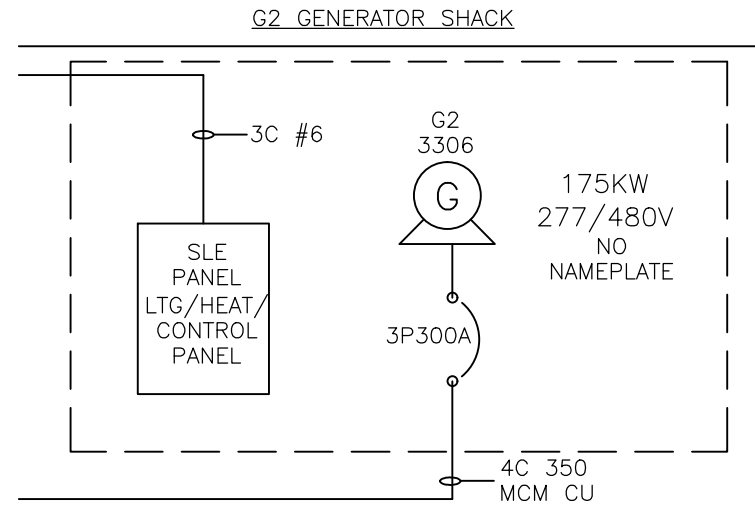 G2 GENERATOR SHACK
3C #6
G2
3306
G
175KW
277/480V
NO
NAMEPLATE
SLE
PANEL
LTG/HEAT/
CONTROL
PANEL
3P300A
4C 350
MCM CU